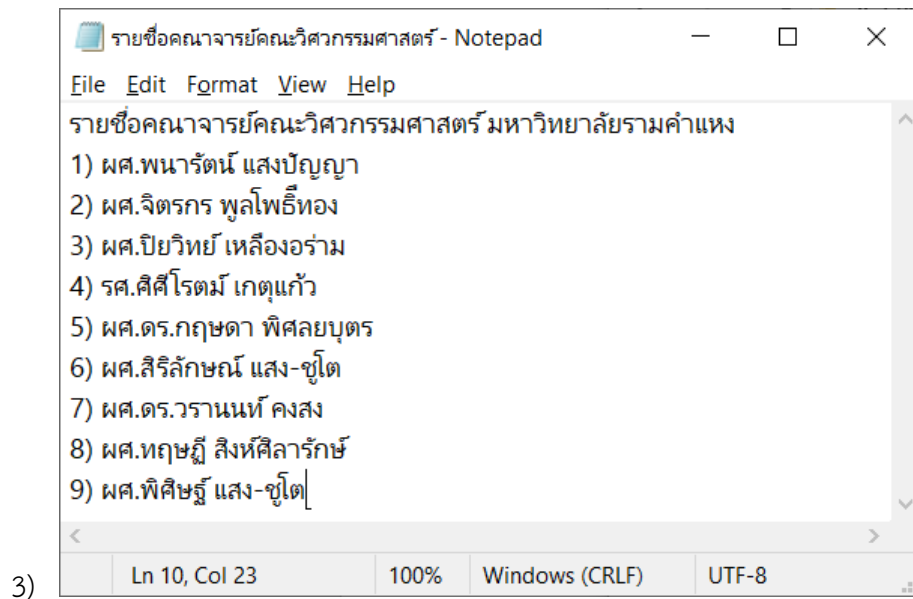 รายชื่อคณาจารย์คณะวิศวกรรมศาสตร์ - Notepad
File Edit Format View Help
รายชื่อคณาจารย์คณะวิศวกรรมศาสตร์ มหาวิทยาลัยรามคำแหง
1) ผศ.พนารัตน์ แสงปัญญา
2) ผศ.จิตรกร พูลโพธิ์ทอง
3) ผศ.ปิยวิทย์ เหลืองอร่าม
4) รศ.ศิศีโรตม์ เกตุแก้ว
5) ผศ.ดร.กฤษดา พิศลยบุตร
6) ผศ.สิริลักษณ์ แสง-ชูโต
7) ผศ.ดร.วรานนท์ คงสง
8) ผศ.ทฤษฏี สิงห์ศิลารักษ์
9) ผศ.พิศิษฐ์ แสง-ชูโต
Ln 10, Col 23 100% Windows (CRLF) UTF-8
3)